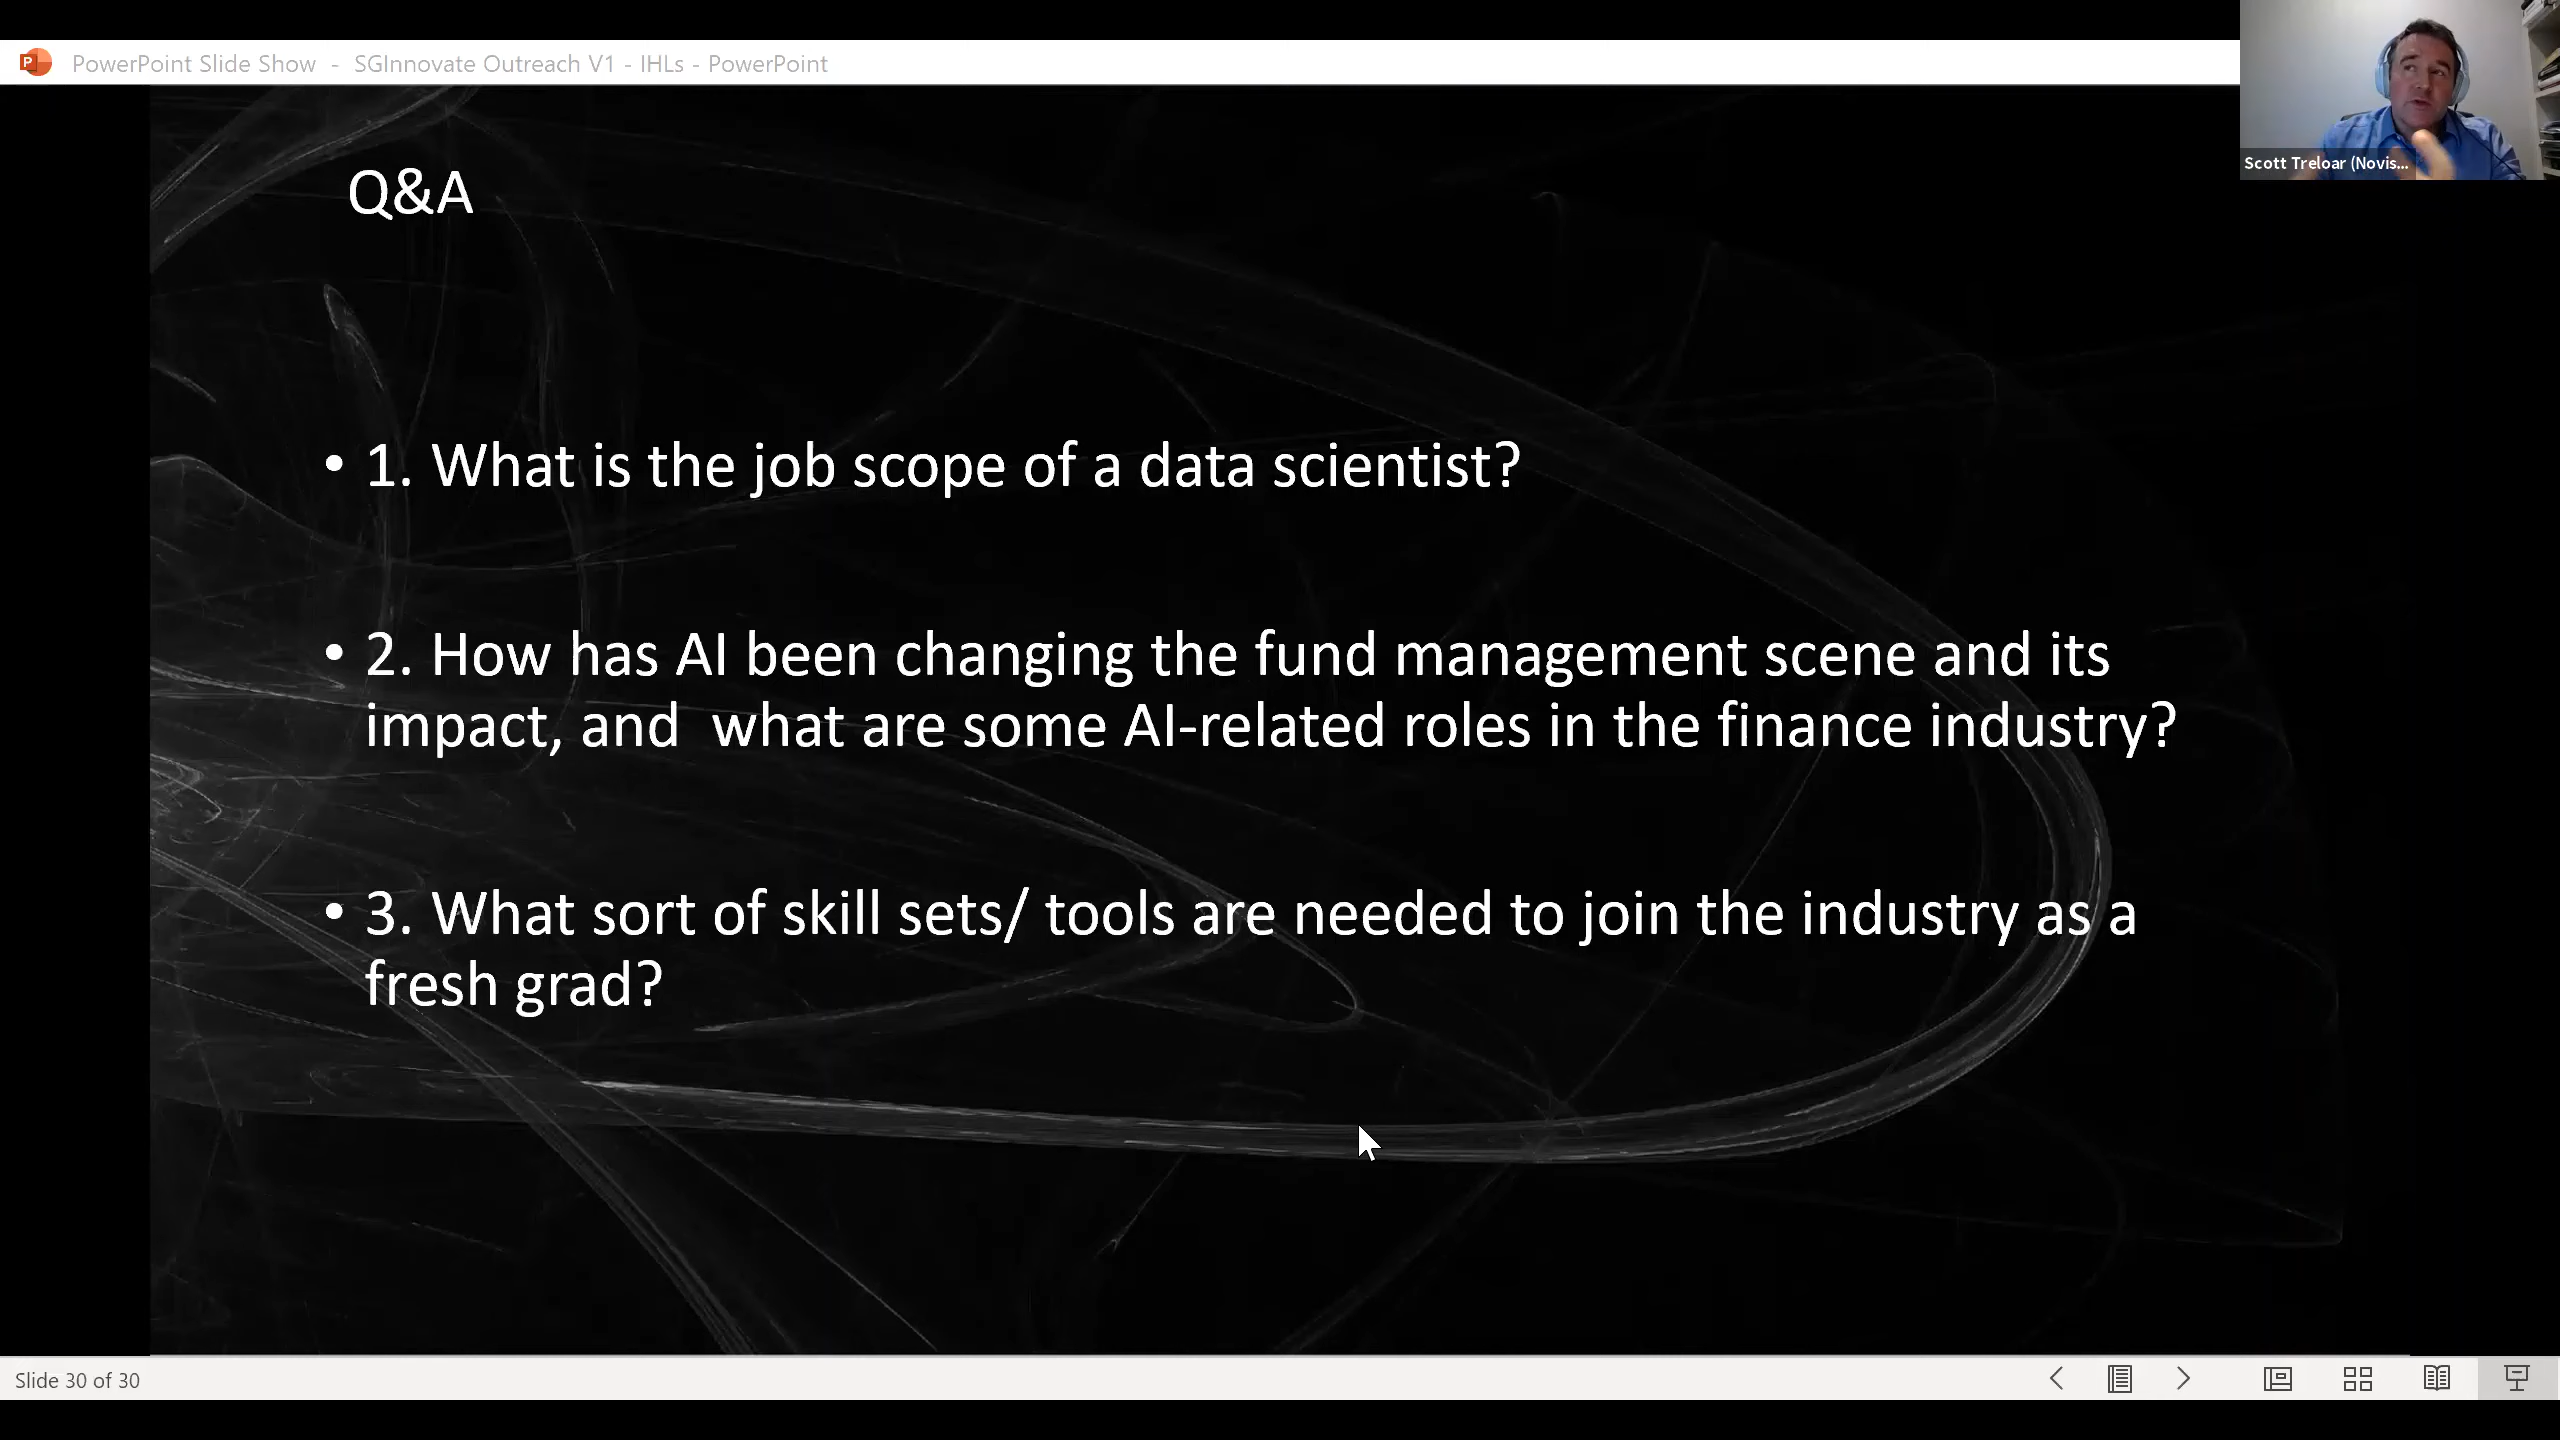 PowerPoint Slide Show - SGInnovate Outreach V1 - IHLs - PowerPoint
Scott Treloar (Novis...
Q&A
• 1. What is the job scope of a data scientist?
• 2. How has AI been changing the fund management scene and its
impact, and  what are some AI-related roles in the finance industry?
• 3. What sort of skill sets/ tools are needed to join the industry as a
fresh grad?
Slide 30 of 30